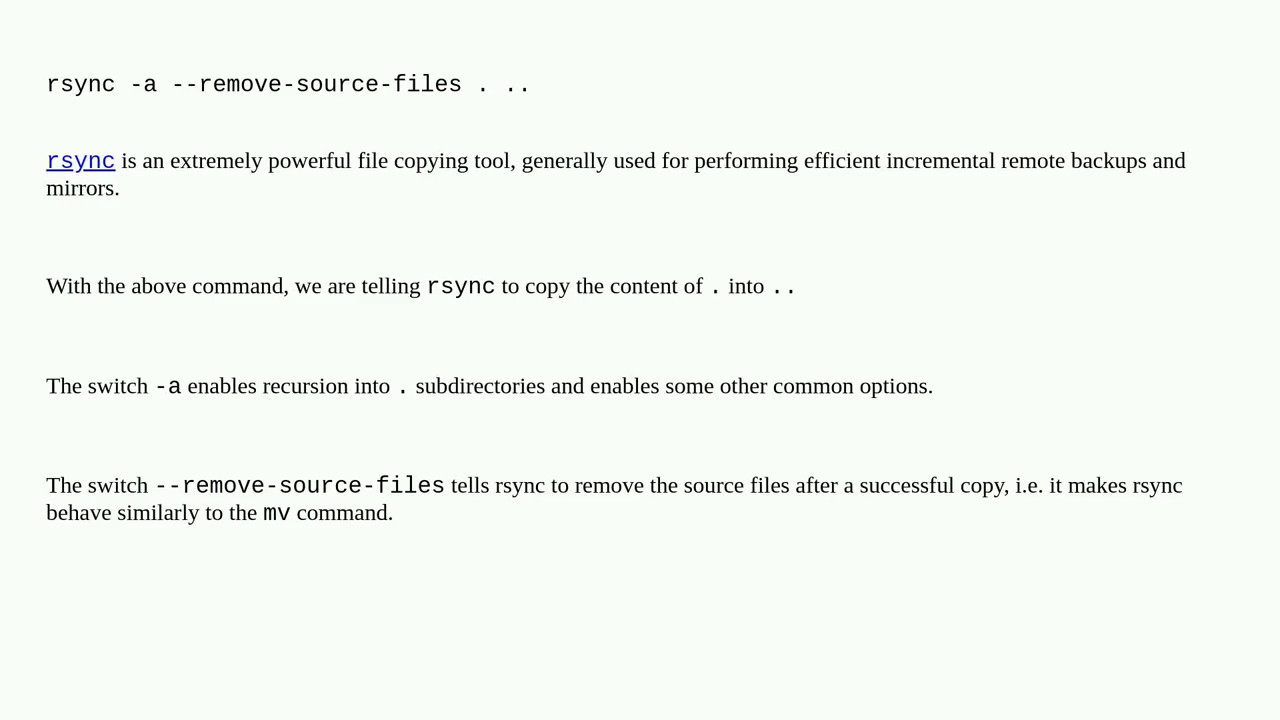 rsync -a --remove-source-files . ..
rsync is an extremely powerful file copying tool, generally used for performing efficient incremental remote backups and
mirrors.
With the above command, we are telling rsync to copy the content of . into ..
The switch -a enables recursion into . subdirectories and enables some other common options.
The switch --remove-source-files tells rsync to remove the source files after a successful copy, i.e. it makes rsync
behave similarly to the mv command.